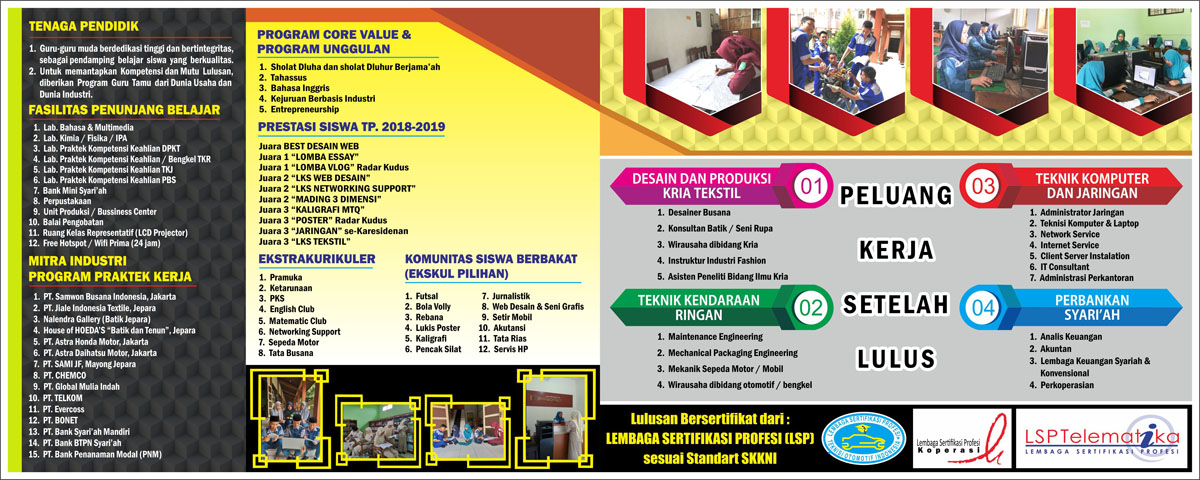 TENAGA PENDIDIK
1. Guru-guru muda berdedikasi tinggi dan bertintegritas,
sebagai pendamping belajar siswa yang berkualitas.
2. Untuk memantapkan Kompetensi dan Mutu Lulusan,
diberikan Program Guru Tamu dari Dunia Usaha dan
Dunia Industri.
FASILITAS PENUNJANG BELAJAR
1. Lab. Bahasa & Multimedia
2. Lab. Kimia / Fisika / IPA
3. Lab. Praktek Kompetensi Keahlian DPKT
4. Lab. Praktek Kompetensi Keahlian / Bengkel TKR
5. Lab. Praktek Kompetensi Keahlian TKJ
6. Lab. Praktek Kompetensi Keahlian PBS
7. Bank Mini Syari'ah
8. Perpustakaan
9. Unit Produksi / Bussiness Center
10. Balai Pengobatan
11. Ruang Kelas Representatif (LCD Projector)
12. Free Hotspot / Wifi Prima (24 jam)
MITRA INDUSTRI
PROGRAM PRAKTEK KERJA
1. PT. Samwon Busana Indonesia, Jakarta
2. PT. Jiale Indonesia Textile, Jepara
3. Nalendra Gallery (Batik Jepara)
4. House of HOEDA'S "Batik dan Tenun", Jepara
5. PT. Astra Honda Motor, Jakarta
6. PT. Astra Daihatsu Motor, Jakarta
7. PT. SAMI JF, Mayong Jepara
8. PT. CHEMCO
9. PT. Global Mulia Indah
10. PT. TELKOM
11. PT. Evercoss
12. PT. BONET
13. PT. Bank Syari'ah Mandiri
14. PT. Bank BTPN Syari'ah
15. PT. Bank Penanaman Modal (PNM)
PROGRAM CORE VALUE &
PROGRAM UNGGULAN
1. Sholat Dluha dan sholat Dluhur Berjama'ah
2. Tahassus
3. Bahasa Inggris
4. Kejuruan Berbasis Industri
5. Entrepreneurship
PRESTASI SISWA TP. 2018-2019
Juara BEST DESAIN WEB
Juara 1 "LOMBA ESSAY"
Juara 1 "LOMBA VLOG" Radar Kudus
Juara 2 "LKS WEB DESAIN"
Juara 2 "LKS NETWORKING SUPPORT"
Juara 2 "MADING 3 DIMENSI"
Juara 3 "KALIGRAFI MTQ"
Juara 3 "POSTER" Radar Kudus
Juara 3 "JARINGAN" se-Karesidenan
Juara 3 "LKS TEKSTIL"
EKSTRAKURIKULER
1. Pramuka
2. Ketarunaan
3. PKS
4. English Club
5. Matematic Club
6. Networking Support
7. Sepeda Motor
8. Tata Busana
KOMUNITAS SISWA BERBAKAT
(EKSKUL PILIHAN)
1. Futsal
2. Bola Volly
3. Rebana
4. Lukis Poster
5. Kaligrafi
6. Pencak Silat
7. Jurnalistik
8. Web Desain & Seni Grafis
9. Setir Mobil
10. Akutansi
11. Tata Rias
12. Servis HP
DESAIN DAN PRODUKSI
KRIA TEKSTIL
01
1. Desainer Busana
2. Konsultan Batik / Seni Rupa
3. Wirausaha dibidang Kria
4. Instruktur Industri Fashion
5. Asisten Peneliti Bidang Ilmu Kria
TEKNIK KENDARAAN
RINGAN
02
1. Maintenance Engineering
2. Mechanical Packaging Engineering
3. Mekanik Sepeda Motor / Mobil
4. Wirausaha dibidang otomotif / bengkel
PELUANG
KERJA
SETELAH
LULUS
03
TEKNIK KOMPUTER
DAN JARINGAN
1. Administrator Jaringan
2. Teknisi Komputer & Laptop
3. Network Service
4. Internet Service
5. Client Server Instalation
6. IT Consultant
7. Administrasi Perkantoran
04
PERBANKAN
SYARI'AH
1. Analis Keuangan
2. Akuntan
3. Lembaga Keuangan Syariah &
Konvensional
4. Perkoperasian
Lulusan Bersertifikat dari :
LEMBAGA SERTIFIKASI PROFESI (LSP)
sesuai Standart SKKNI
LEMBAGA SERTIFIKASI PROFESI
OTOMOTIF INDONESIA
Lembaga Sertifikasi Profesi
Koperasi
LSPTelematika
LEMBAGA SERTIFIKASI PROFESI